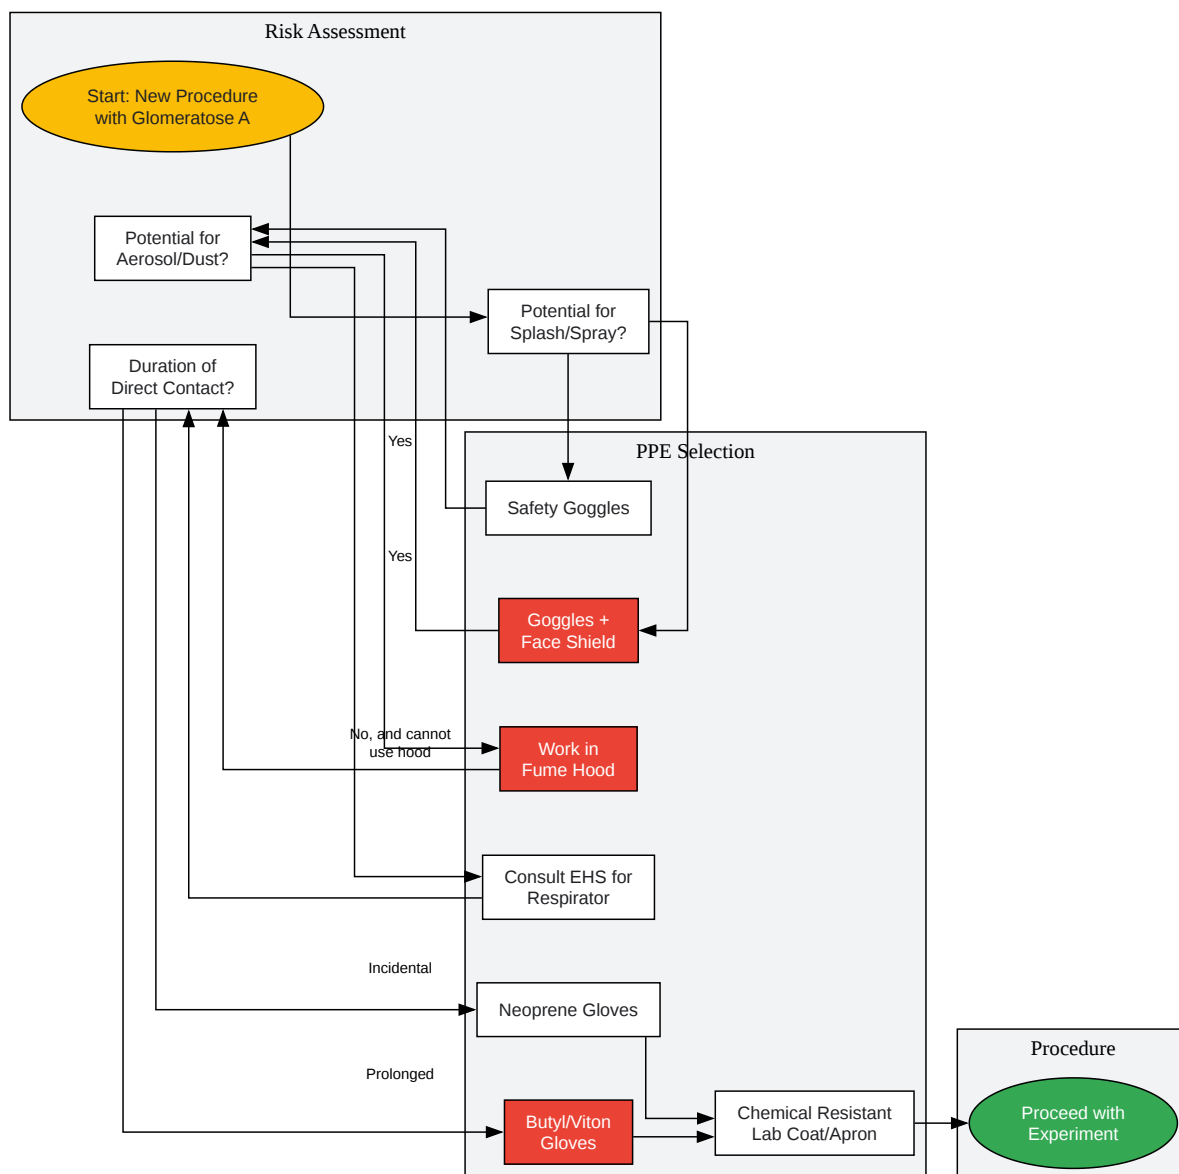 Risk Assessment
Start: New Procedure
with Glomeratose A
Potential for
Aerosol/Dust?
Potential for
Splash/Spray?
Duration of
Direct Contact?
Yes
PPE Selection
Safety Goggles
Yes
Goggles +
Face Shield
No, and cannot
use hood
Work in
Fume Hood
Consult EHS for
Respirator
Incidental
Neoprene Gloves
Prolonged
Butyl/Viton
Gloves
Chemical Resistant
Lab Coat/Apron
Procedure
Proceed with
Experiment